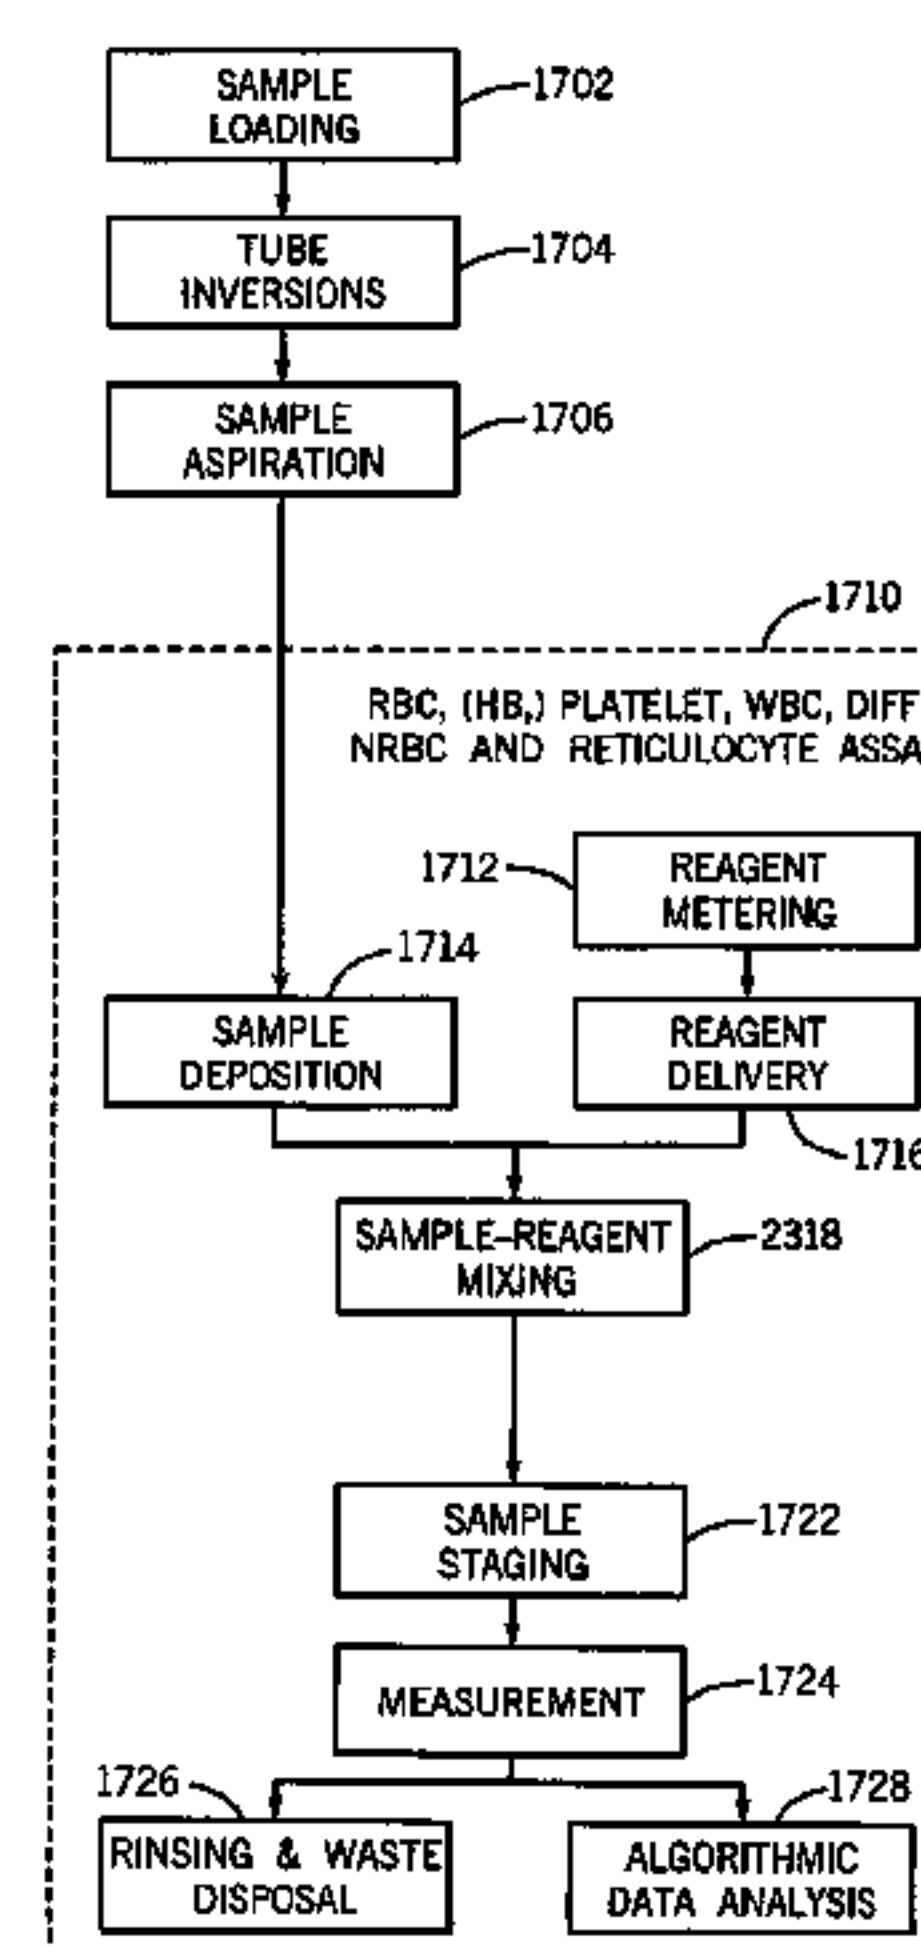 SAMPLE
LOADING
1702
TUBE
INVERSIONS
1704
SAMPLE
ASPIRATION
1706
1710
RBC, (HB,) PLATELET, WBC, DIFF
NRBC AND RETICULOCYTE ASSA
1712
REAGENT
METERING
1714
SAMPLE
DEPOSITION
REAGENT
DELIVERY
1716
SAMPLE-REAGENT
MIXING
2318
SAMPLE
STAGING
1722
MEASUREMENT
1724
1726
RINSING & WASTE
DISPOSAL
1728
ALGORITHMIC
DATA ANALYSIS